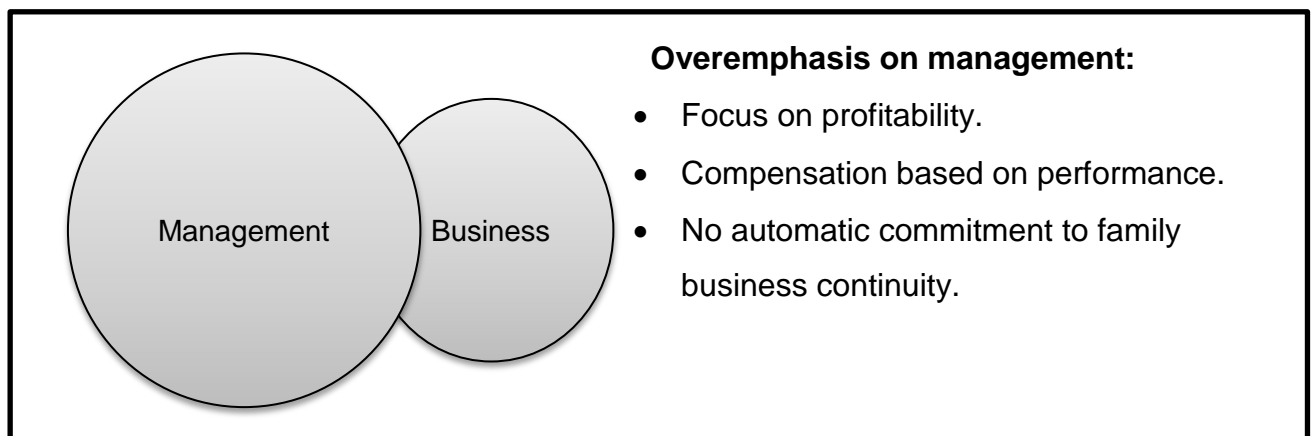 Overemphasis on management:
• Focus on profitability.
• Compensation based on performance.
• No automatic commitment to family
business continuity.
Management
Business